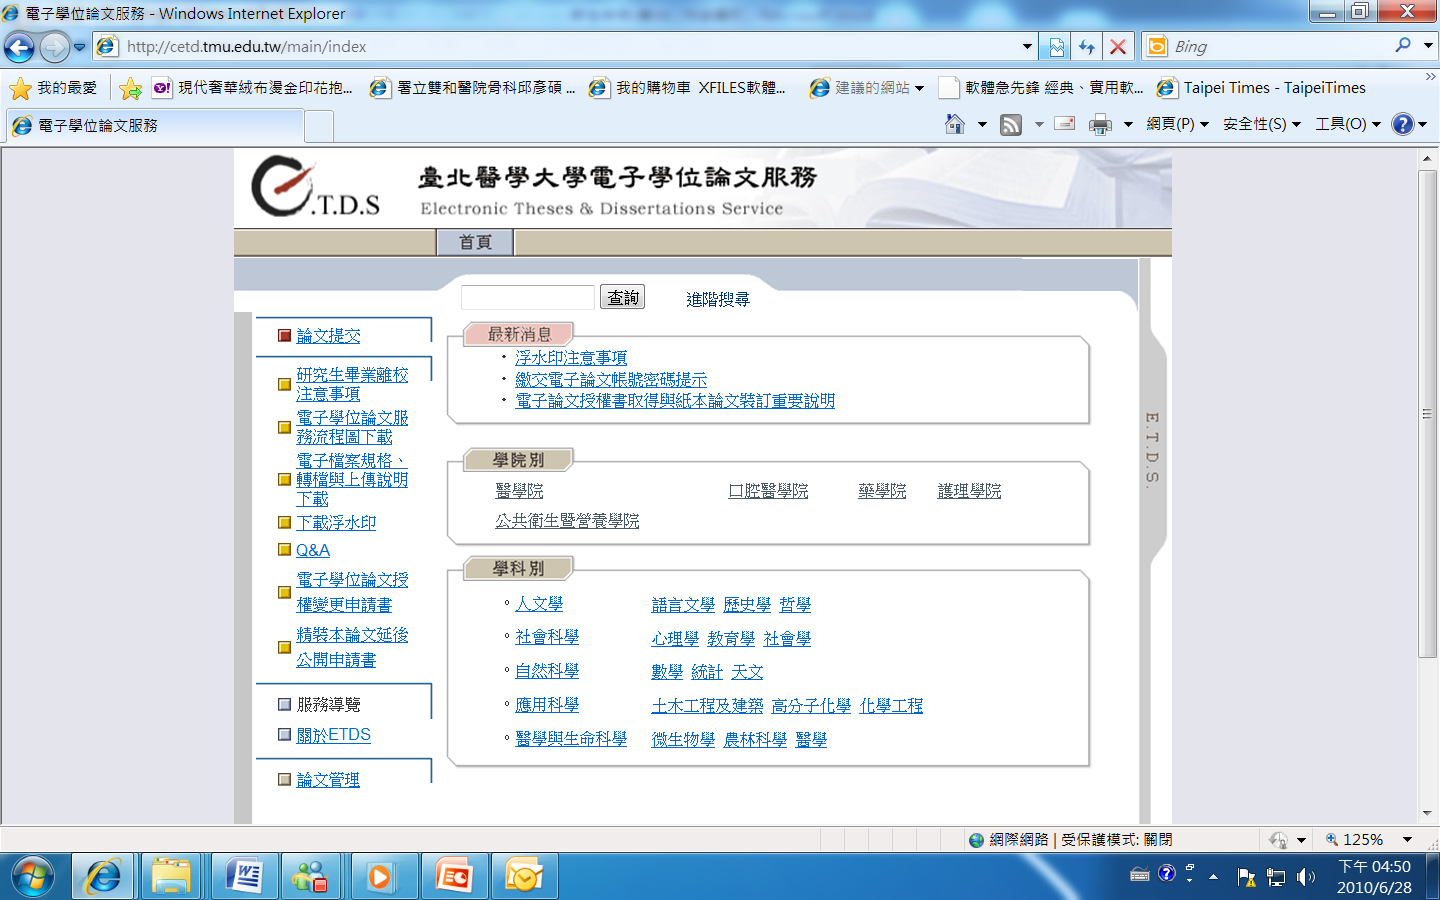 電子學位論文服務 - Windows Internet Explorer
http://cetd.tmu.edu.tw/main/index
Bing
我的最愛
現代奢華絨布燙金印花抱...
署立雙和醫院骨科邱彥碩 ...
我的購物車 XFILES軟體...
建議的網站
軟體急先鋒 經典、實用軟...
Taipei Times - TaipeiTimes
電子學位論文服務
網頁(P)
安全性(S)
工具(O)
E.T.D.S
臺北醫學大學電子學位論文服務
Electronic Theses & Dissertations Service
首頁
查詢
進階搜尋
論文提交
研究生畢業離校
注意事項
電子學位論文服
務流程圖下載
電子檔案規格、
轉檔與上傳說明
下載
下載浮水印
Q&A
電子學位論文授
權變更申請書
精裝本論文延後
公開申請書
服務導覽
關於ETDS
論文管理
最新消息
・ 浮水印注意事項
・ 繳交電子論文帳號密碼提示
・ 電子論文授權書取得與紙本論文裝訂重要說明
學院別
醫學院 口腔醫學院 藥學院 護理學院
公共衛生暨營養學院
學科別
人文學 語言文學 歷史學 哲學
社會科學 心理學 教育學 社會學
自然科學 數學 統計 天文
應用科學 土木工程及建築 高分子化學 化學工程
醫學與生命科學 微生物學 農林科學 醫學
E.T.D.S.
網際網路 | 受保護模式: 關閉
125%
下午 04:50
2010/6/28